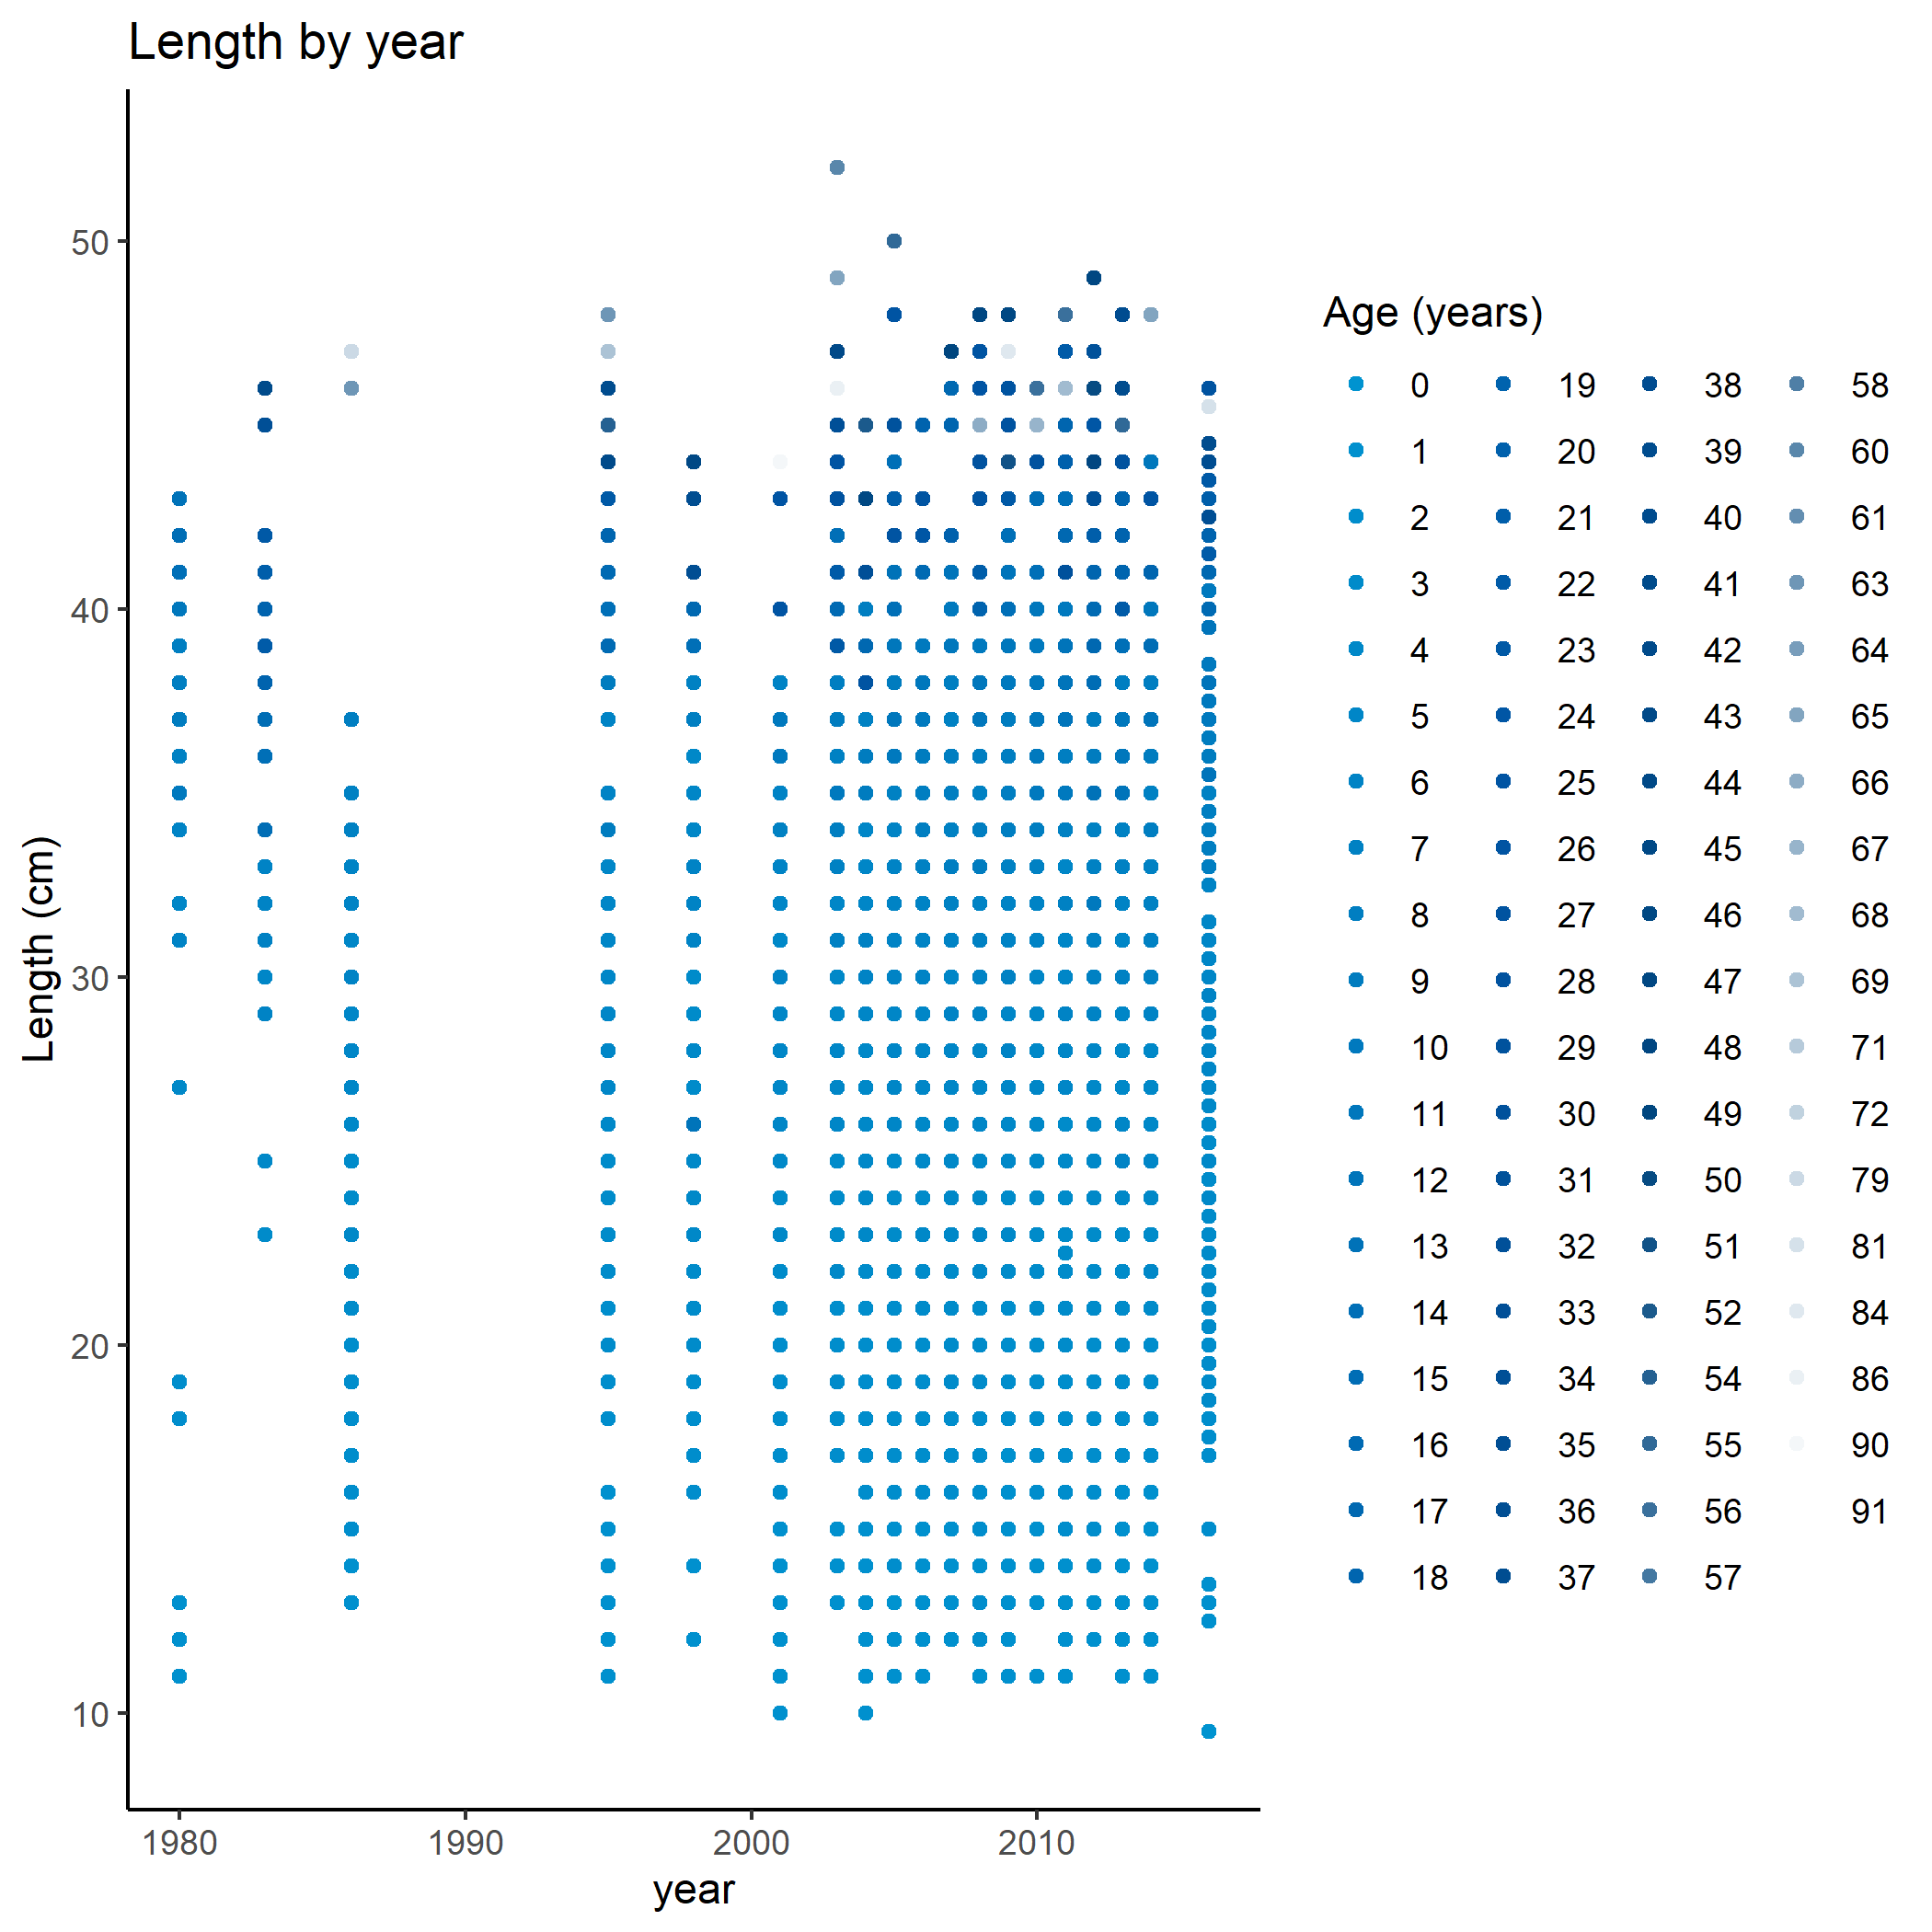 Length by year
50
40
30
20
10
Length (cm)
1980 1990 2000 2010
year
Age (years)
0 19 38 58
1 20 39 60
2 21 40 61
3 22 41 63
4 23 42 64
5 24 43 65
6 25 44 66
7 26 45 67
8 27 46 68
9 28 47 69
10 29 48 71
11 30 49 72
12 31 50 79
13 32 51 81
14 33 52 84
15 34 54 86
16 35 55 90
17 36 56 91
18 37 57